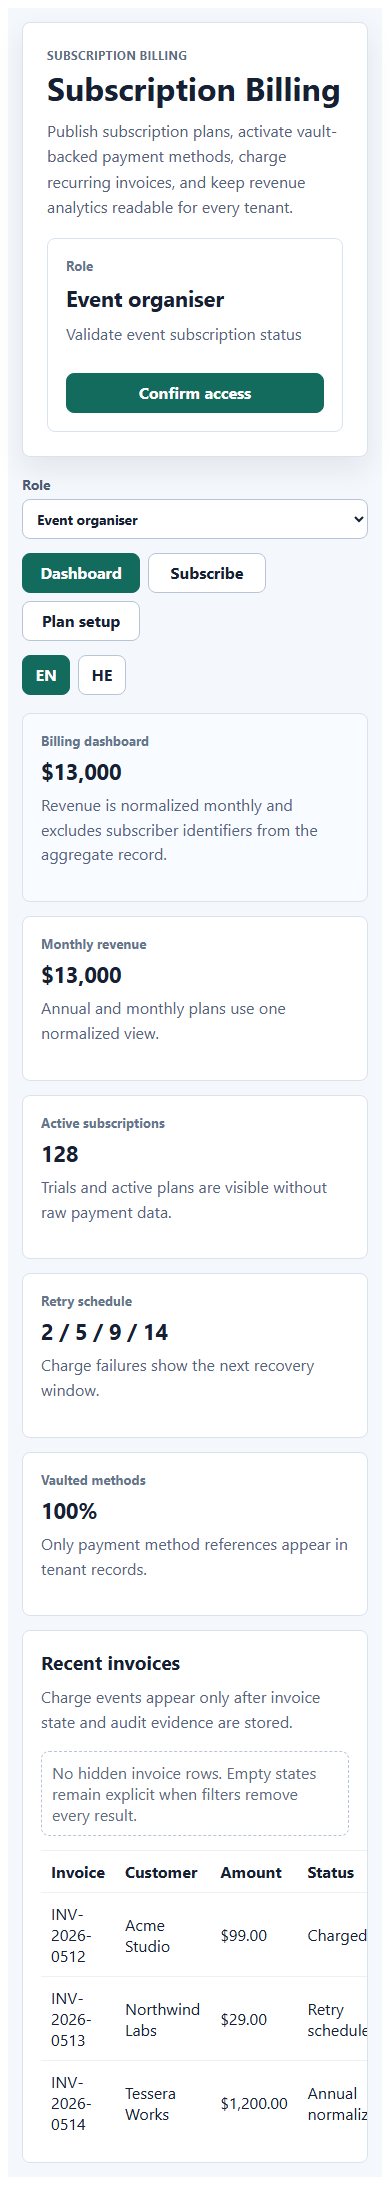 SUBSCRIPTION BILLING
Subscription Billing
Publish subscription plans, activate vault-
backed payment methods, charge
recurring invoices, and keep revenue
analytics readable for every tenant.
Role
Event organiser
Validate event subscription status
Confirm access
Role
Event organiser
Dashboard
Subscribe
Plan setup
EN
HE
Billing dashboard
$13,000
Revenue is normalized monthly and
excludes subscriber identifiers from the
aggregate record.
Monthly revenue
$13,000
Annual and monthly plans use one
normalized view.
Active subscriptions
128
Trials and active plans are visible without
raw payment data.
Retry schedule
2 / 5 / 9 / 14
Charge failures show the next recovery
window.
Vaulted methods
100%
Only payment method references appear in
tenant records.
Recent invoices
Charge events appear only after invoice
state and audit evidence are stored.
No hidden invoice rows. Empty states
remain explicit when filters remove
every result.
Invoice Customer Amount Status
INV-
2026-
0512
Acme
Studio
$99.00
Charged
INV-
2026-
0513
Northwind
Labs
$29.00
Retry
schedule
INV-
2026-
0514
Tessera
Works
$1,200.00
Annual
normaliz